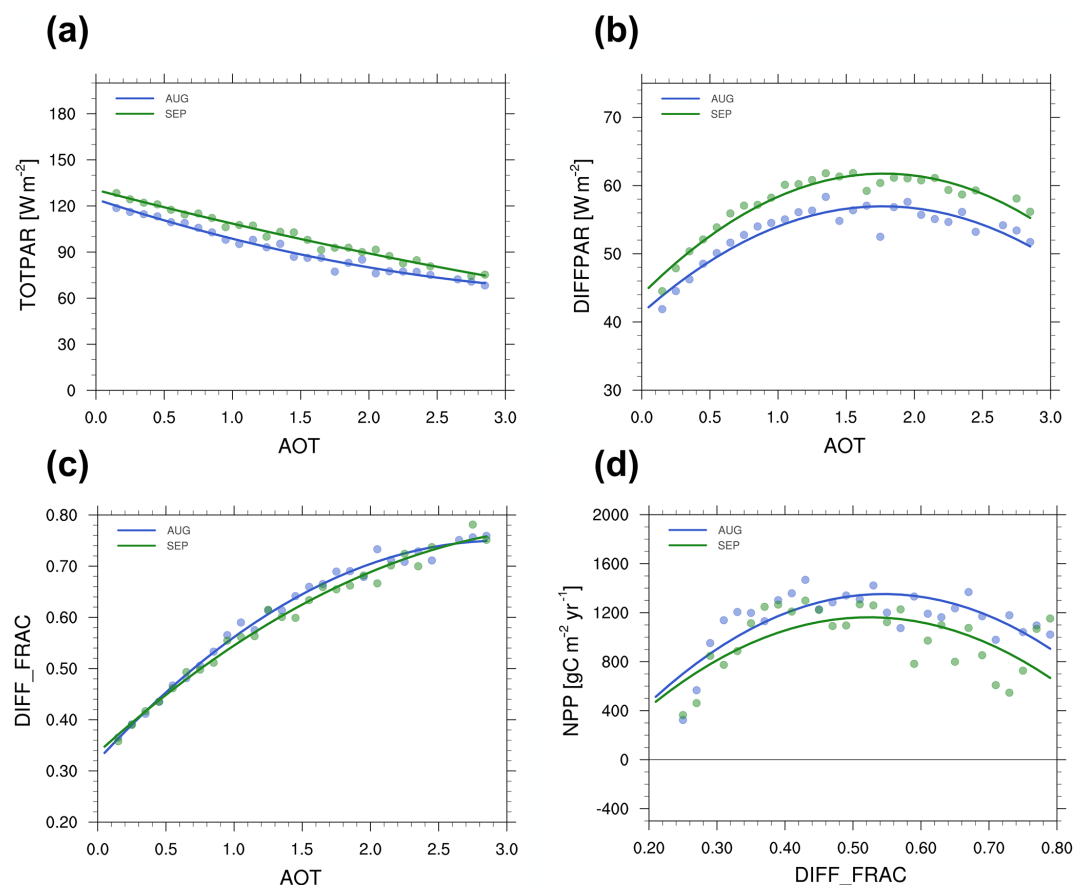 (a)
AUG
SEP
TOTPAR [W m⁻²]
180
150
120
90
60
30
0
0.0 0.5 1.0 1.5 2.0 2.5 3.0
AOT
(b)
AUG
SEP
DIFFPAR [W m⁻²]
70
60
50
40
30
0.0 0.5 1.0 1.5 2.0 2.5 3.0
AOT
(c)
AUG
SEP
DIFF_FRAC
0.80
0.70
0.60
0.50
0.40
0.30
0.20
0.0 0.5 1.0 1.5 2.0 2.5 3.0
AOT
(d)
AUG
SEP
NPP [gC m⁻² yr⁻¹]
2000
1600
1200
800
400
0
-400
0.20 0.30 0.40 0.50 0.60 0.70 0.80
DIFF_FRAC